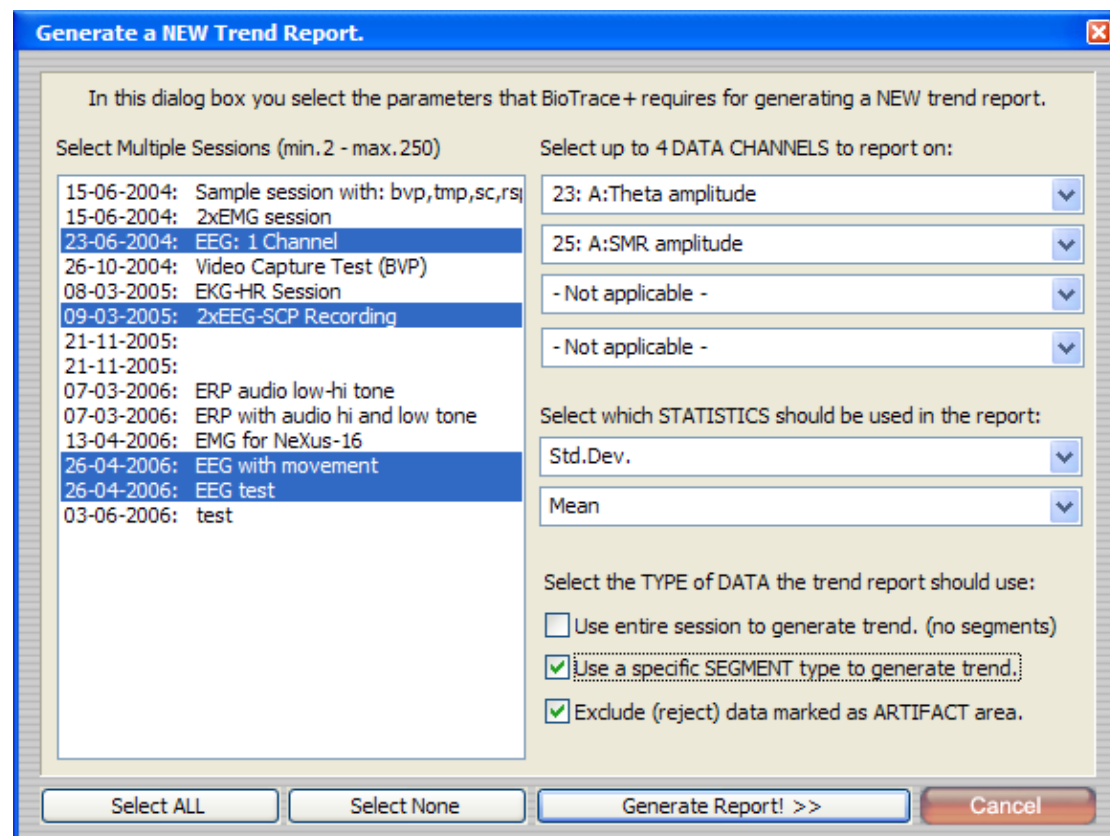 Generate a NEW Trend Report.
In this dialog box you select the parameters that BioTrace+ requires for generating a NEW trend report.
Select Multiple Sessions (min.2 - max.250)
15-06-2004: Sample session with: bvp,tmp,sc,rsp
15-06-2004: 2xEMG session
23-06-2004: EEG: 1 Channel
26-10-2004: Video Capture Test (BVP)
08-03-2005: EKG-HR Session
09-03-2005: 2xEEG-SCP Recording
21-11-2005:
21-11-2005:
07-03-2006: ERP audio low-hi tone
07-03-2006: ERP with audio hi and low tone
13-04-2006: EMG for NeXus-16
26-04-2006: EEG with movement
26-04-2006: EEG test
03-06-2006: test
Select up to 4 DATA CHANNELS to report on:
23: A:Theta amplitude
25: A:SMR amplitude
- Not applicable -
- Not applicable -
Select which STATISTICS should be used in the report:
Std.Dev.
Mean
Select the TYPE of DATA the trend report should use:
Use entire session to generate trend. (no segments)
Use a specific SEGMENT type to generate trend.
Exclude (reject) data marked as ARTIFACT area.
Select ALL
Select None
Generate Report! >>
Cancel